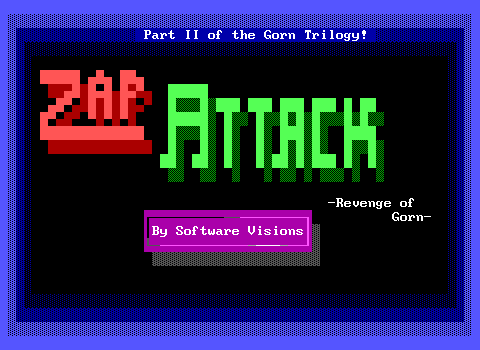 Part II of the Gorn Trilogy!
ZAP
ATTACK
-Revenge of
Gorn-
By Software Visions